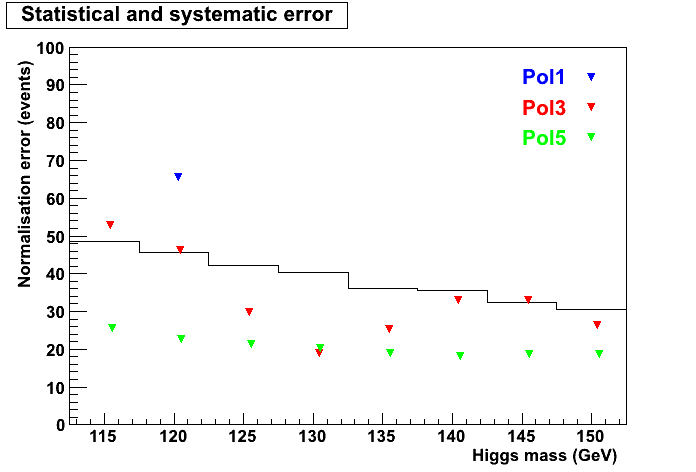 Statistical and systematic error
Normalisation error (events)
100
90
80
70
60
50
40
30
20
10
0
Pol1
Pol3
Pol5
115 120 125 130 135 140 145 150
Higgs mass (GeV)